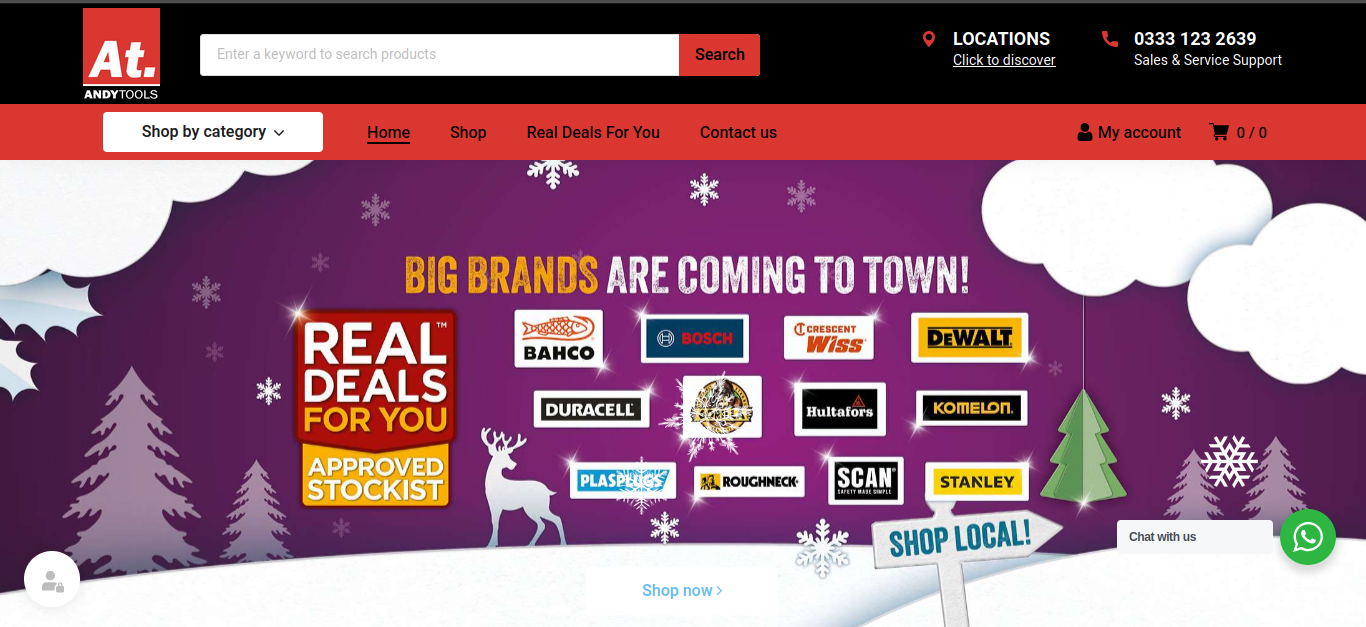 At.
ANDYTOOLS
Enter a keyword to search products
Search
LOCATIONS
Click to discover
0333 123 2639
Sales & Service Support
Shop by category
Home
Shop
Real Deals For You
Contact us
My account
0 / 0
BIG BRANDS ARE COMING TO TOWN!
REAL™
DEALS
FOR YOU
APPROVED
STOCKIST
BAHCO
BOSCH
CRESCENT
Wiss
DEWALT
DURACELL
Hultafors
KOMELON
PLASPLUGS
ROUGHNECK
SCAN
SAFETY MADE SIMPLE
STANLEY
SHOP LOCAL!
Chat with us
Shop now